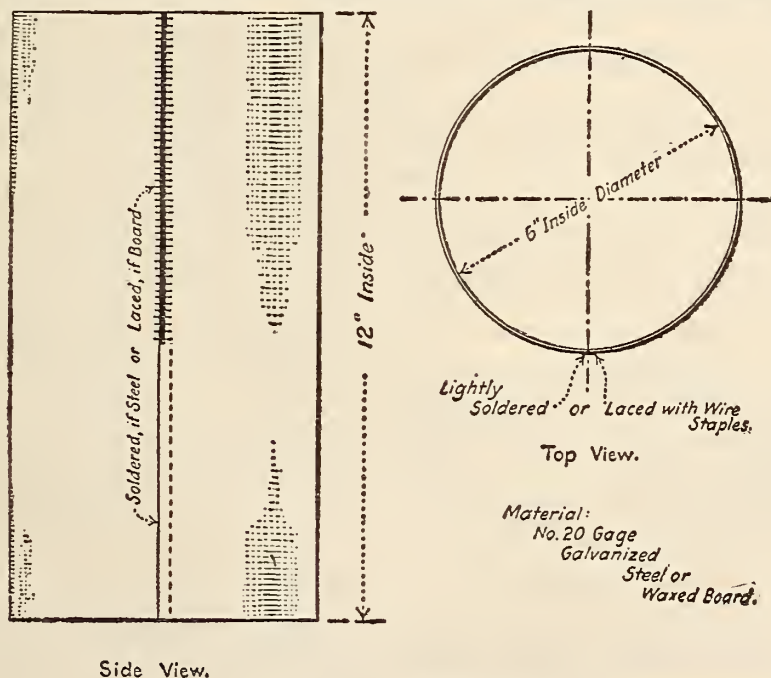 Soldered, if Steel or Laced, if Board
12" Inside
Side View.
6" Inside Diameter
Lightly
Soldered or Laced with Wire
Staples.
Top View.
Material:
No. 20 Gage
Galvanized
Steel or
Waxed Board.